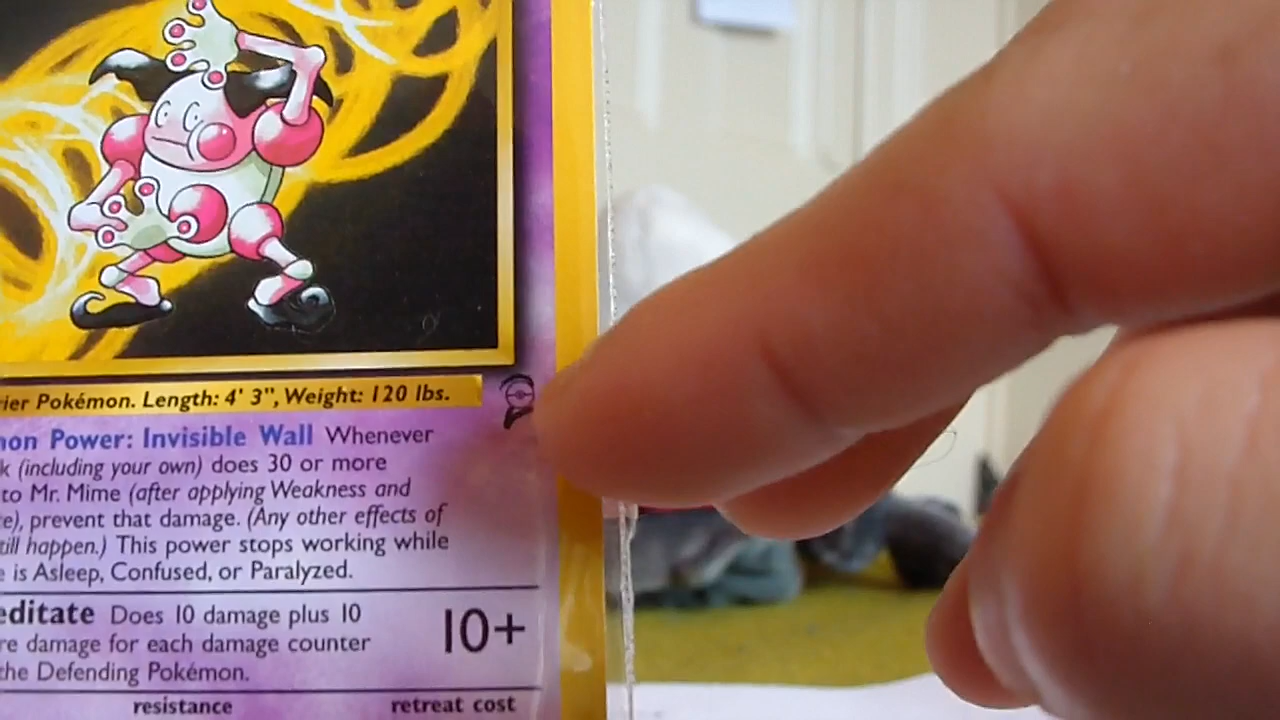 rier Pokémon. Length: 4' 3", Weight: 120 lbs.
non Power: Invisible Wall Whenever
k (including your own) does 30 or more
to Mr. Mime (after applying Weakness and
e), prevent that damage. (Any other effects of
till happen.) This power stops working while
e is Asleep, Confused, or Paralyzed.
editate Does 10 damage plus 10
re damage for each damage counter
the Defending Pokémon.
10+
resistance retreat cost